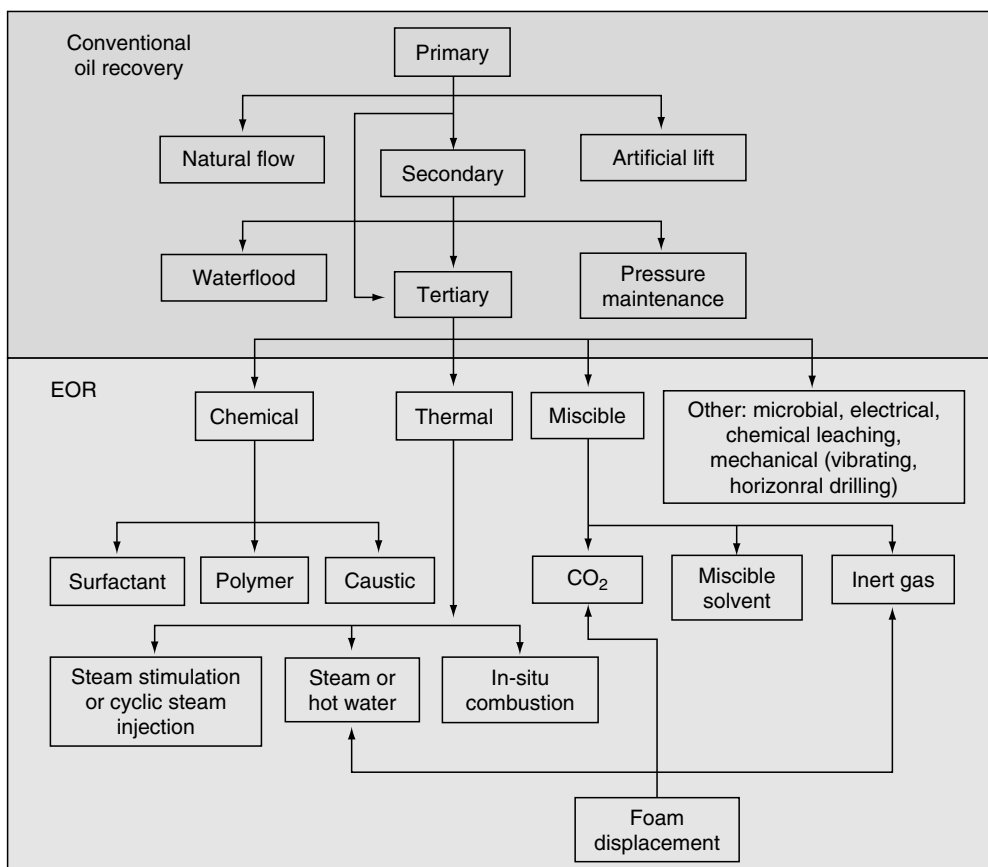 Conventional
oil recovery
Primary
Natural flow
Artificial lift
Secondary
Waterflood
Pressure
maintenance
Tertiary
EOR
Chemical
Thermal
Miscible
Other: microbial, electrical,
chemical leaching,
mechanical (vibrating,
horizonral drilling)
Surfactant
Polymer
Caustic
CO₂
Miscible
solvent
Inert gas
Steam stimulation
or cyclic steam
injection
Steam or
hot water
In-situ
combustion
Foam
displacement